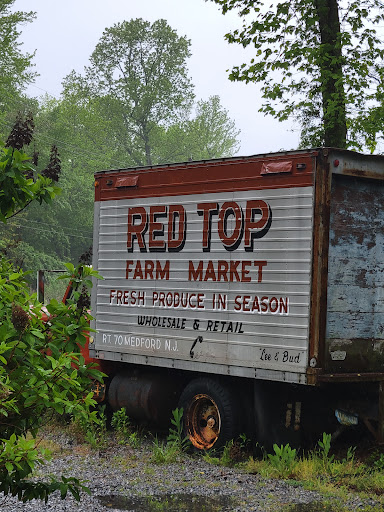 RED TOP
FARM MARKET
FRESH PRODUCE IN SEASON
WHOLESALE & RETAIL
RT 70 MEDFORD N.J.
"Lee & Bud"